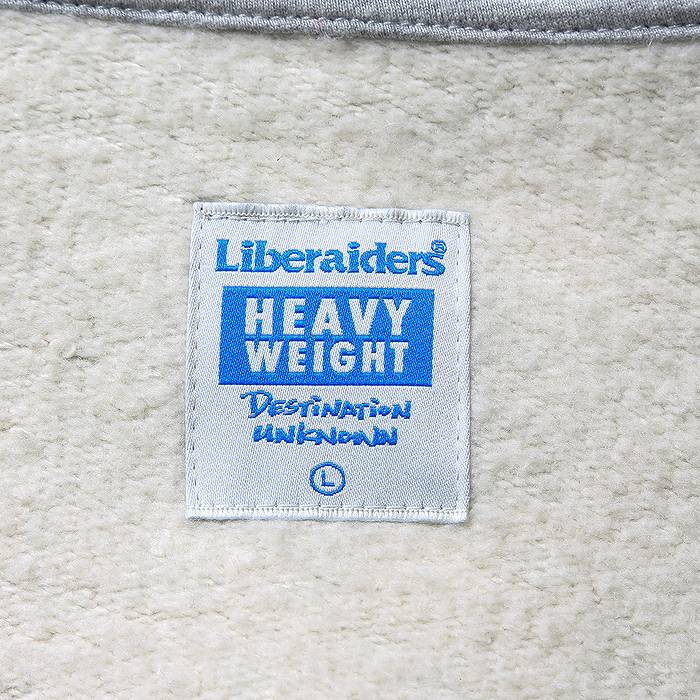 Liberaiders®
HEAVY
WEIGHT
DESTINATION
UNKNOWN
L